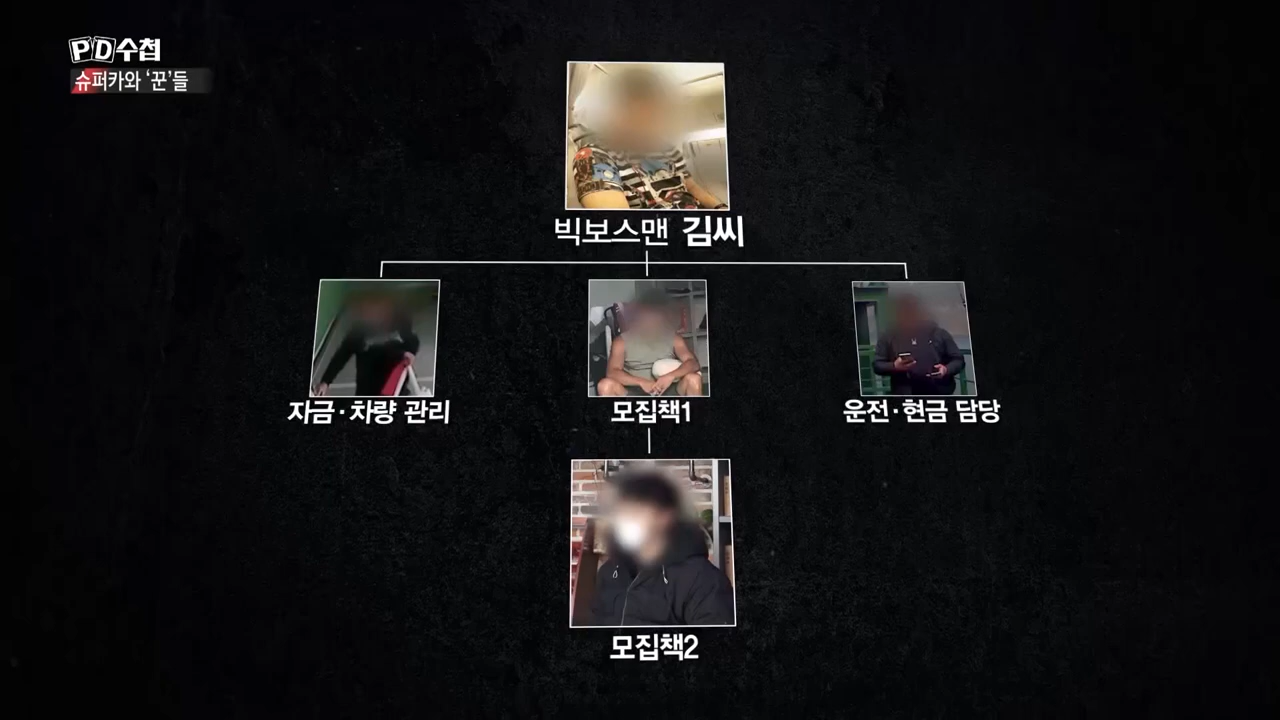 PD수첩
슈퍼카와 '꾼'들
빅보스맨 김씨
자금·차량 관리
모집책1
운전·현금 담당
모집책2